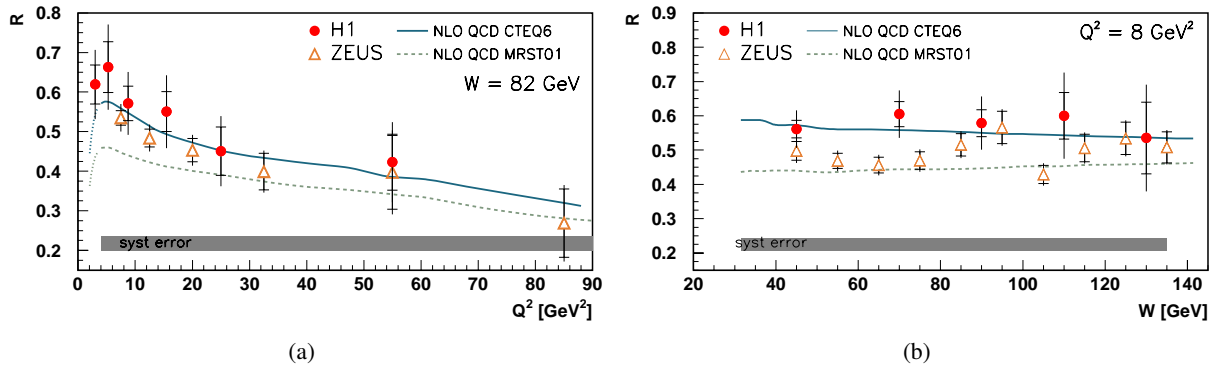 R
0.8
0.7
0.6
0.5
0.4
0.3
0.2
H1
ZEUS
NLO QCD CTEQ6
NLO QCD MRST01
W = 82 GeV
syst error
0 10 20 30 40 50 60 70 80 90
Q² [GeV²]
(a)
R
0.9
0.8
0.7
0.6
0.5
0.4
0.3
0.2
H1
ZEUS
NLO QCD CTEQ6
NLO QCD MRST01
Q² = 8 GeV²
syst error
20 40 60 80 100 120 140
W [GeV]
(b)